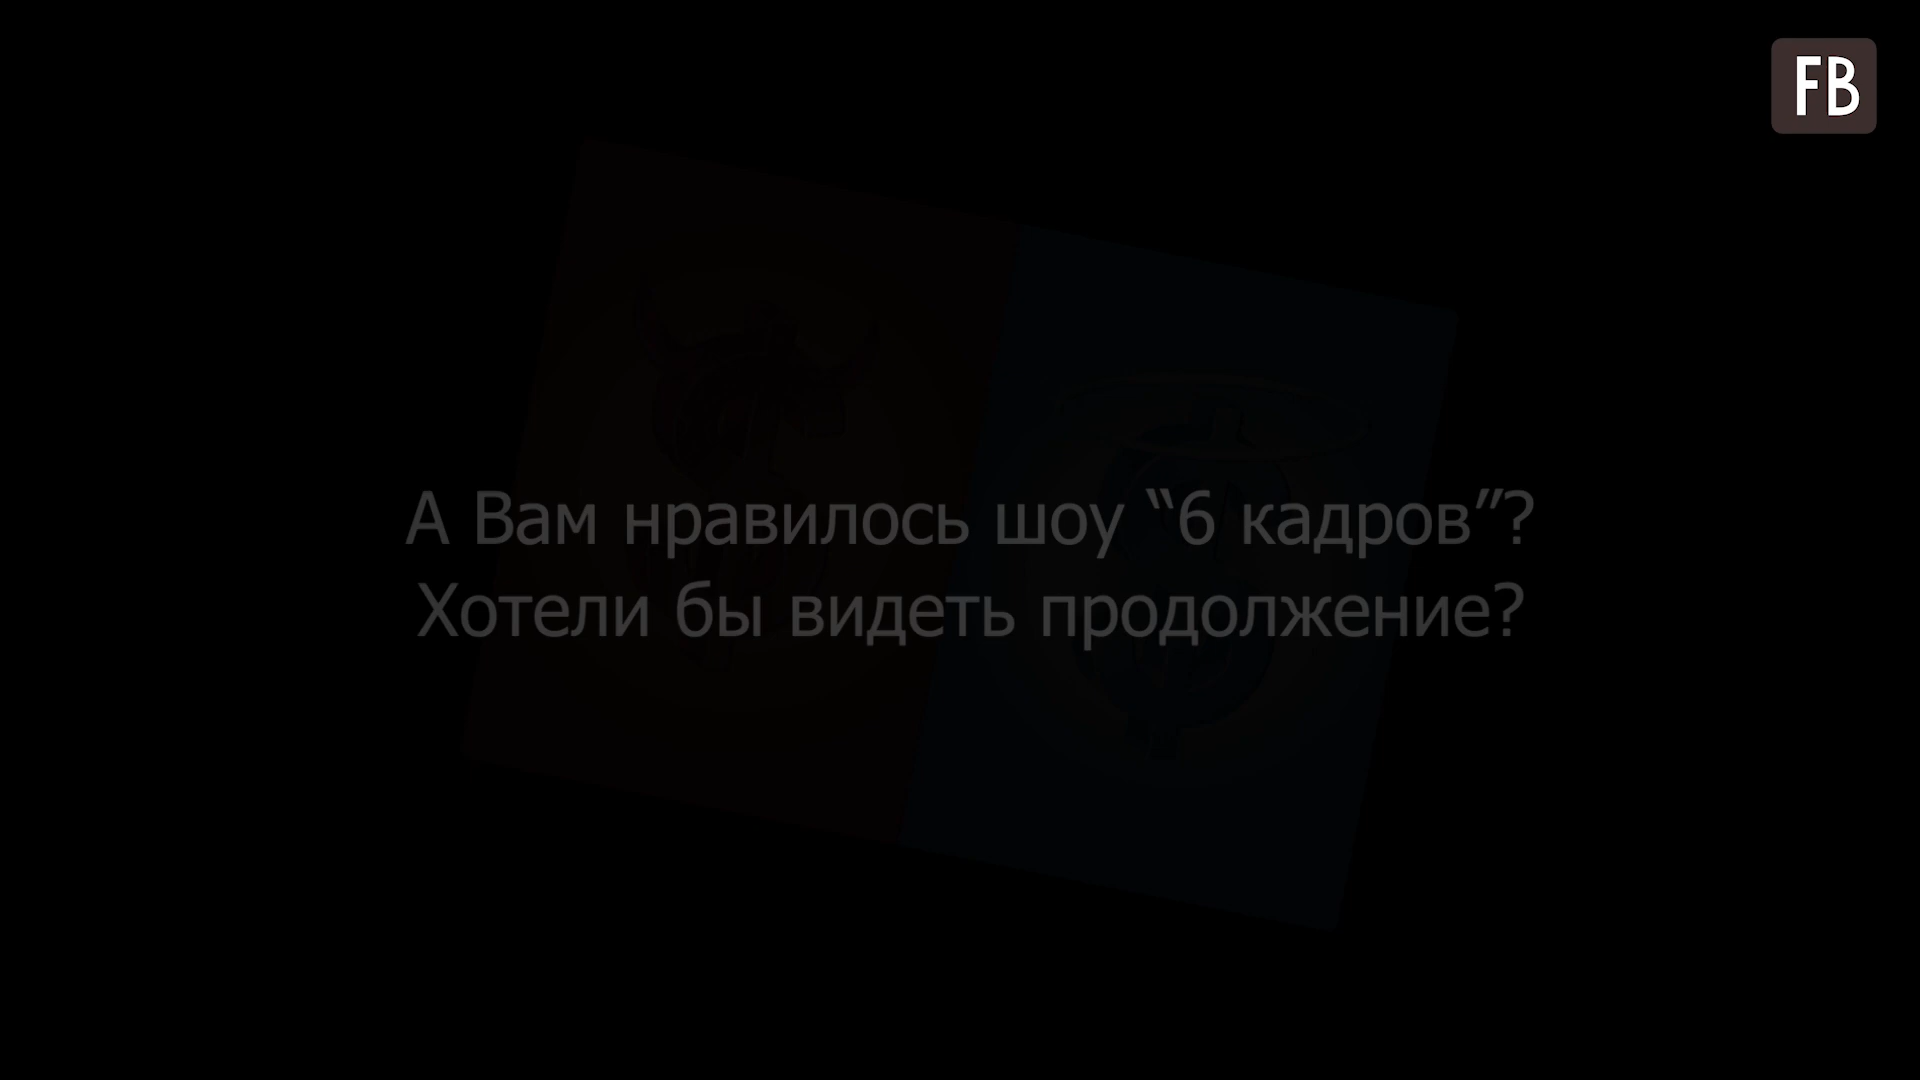 FB
А Вам нравилось шоу “6 кадров”?
Хотели бы видеть продолжение?